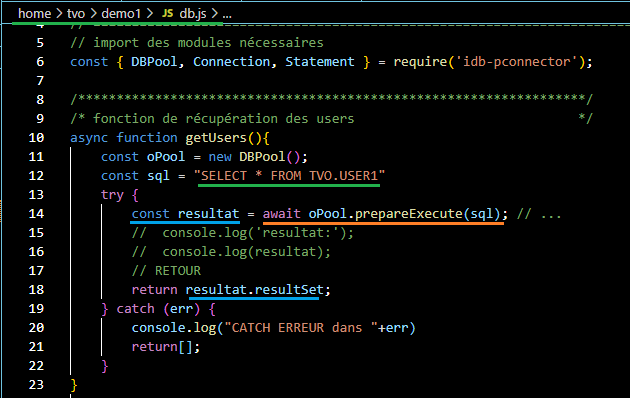 home > tvo > demo1 > JS db.js > ...
4 //
5 // import des modules nécessaires
6 const { DBPool, Connection, Statement } = require('idb-pconnector');
7
8 /*******************************************************************/
9 /* fonction de récupération des users */
10 async function getUsers(){
11 const oPool = new DBPool();
12 const sql = "SELECT * FROM TVO.USER1"
13 try {
14 const resultat = await oPool.prepareExecute(sql); // ...
15 // console.log('resultat:');
16 // console.log(resultat);
17 // RETOUR
18 return resultat.resultSet;
19 } catch (err) {
20 console.log("CATCH ERREUR dans "+err)
21 return[];
22 }
23 }